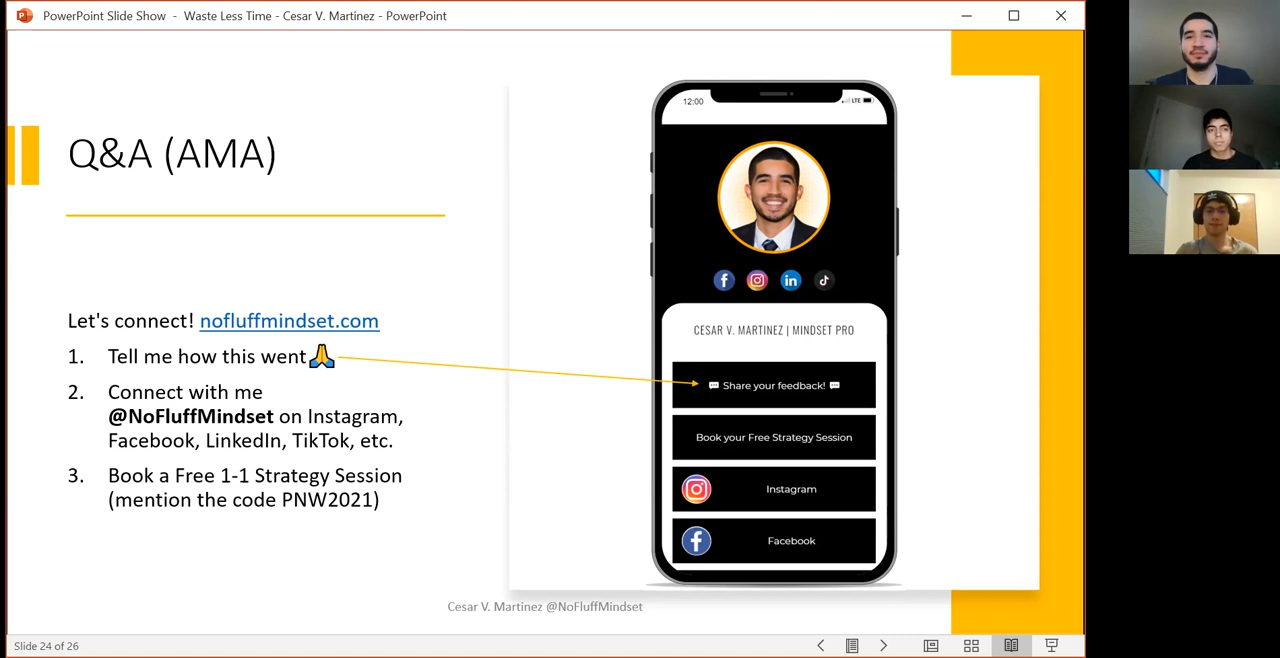 PowerPoint Slide Show - Waste Less Time - Cesar V. Martinez - PowerPoint
Q&A (AMA)
Let's connect! nofluffmindset.com
1. Tell me how this went
2. Connect with me
@NoFluffMindset on Instagram,
Facebook, LinkedIn, TikTok, etc.
3. Book a Free 1-1 Strategy Session
(mention the code PNW2021)
12:00
LTE
CESAR V. MARTINEZ | MINDSET PRO
Share your feedback!
Book your Free Strategy Session
Instagram
Facebook
Cesar V. Martinez @NoFluffMindset
Slide 24 of 26